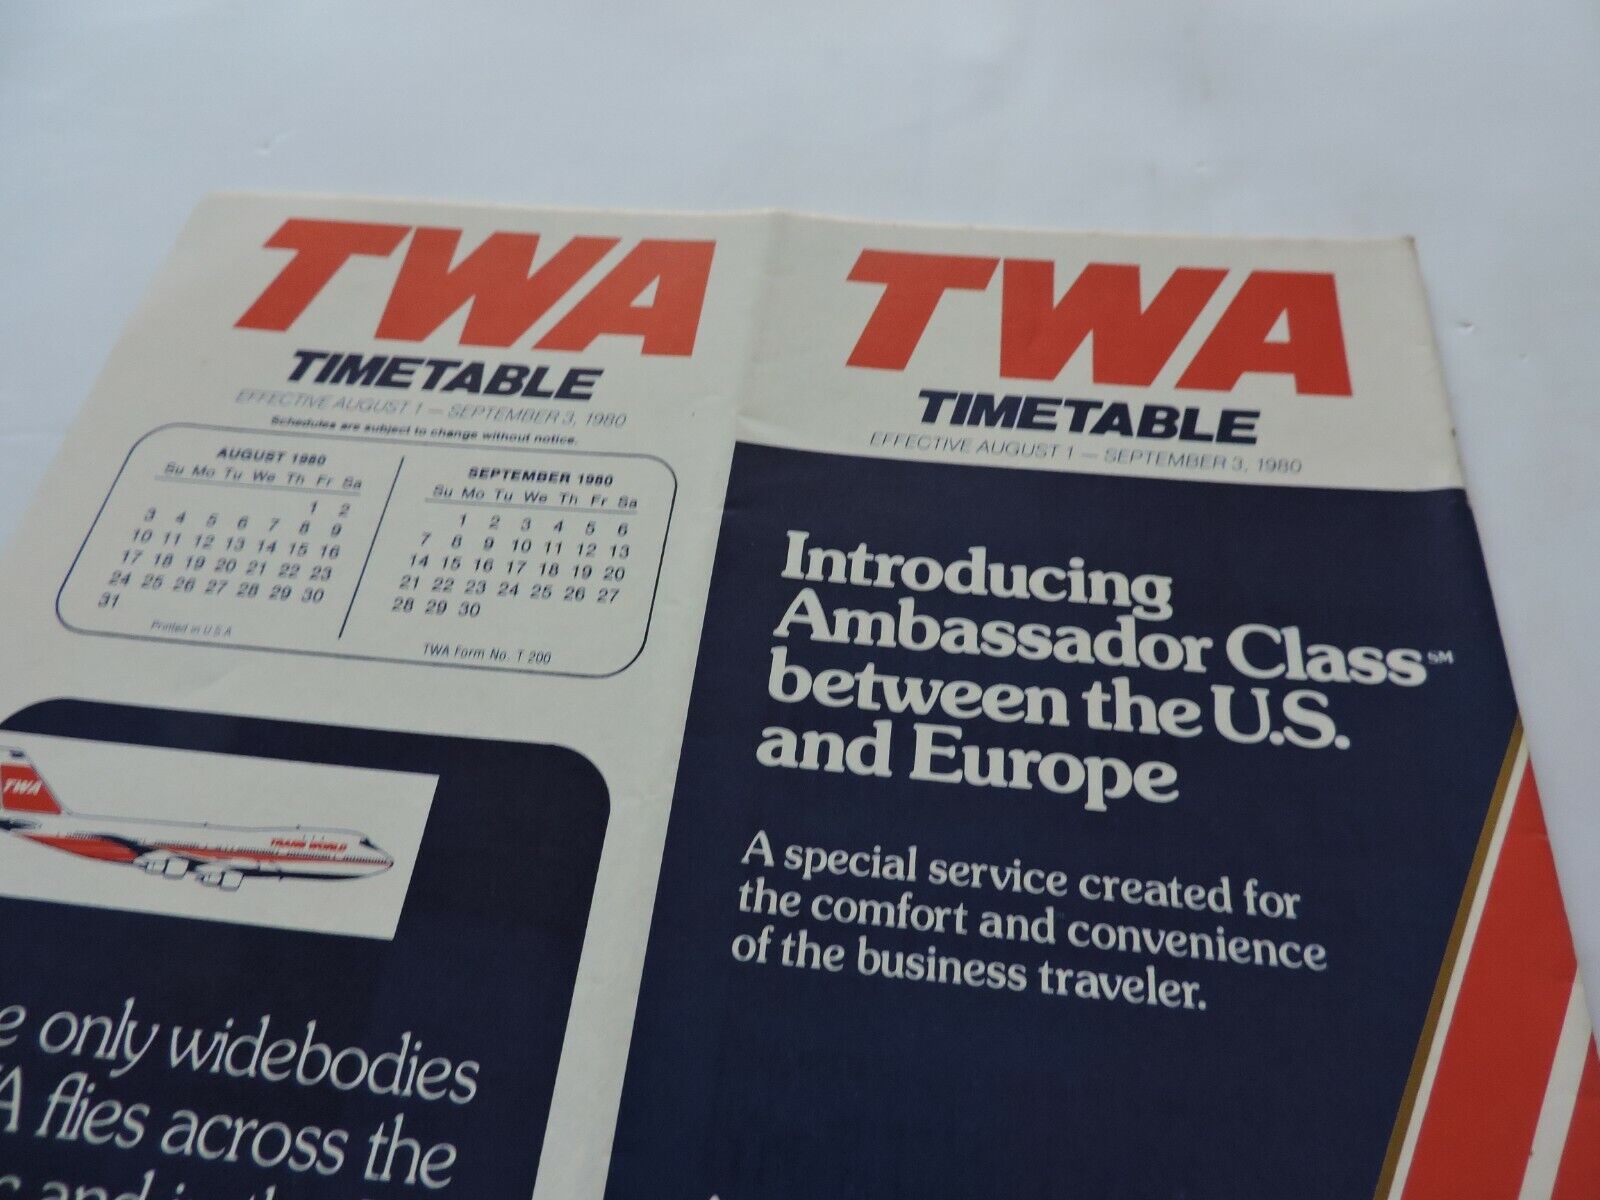 TWA
TIMETABLE
EFFECTIVE AUGUST 1 — SEPTEMBER 3, 1980
Schedules are subject to change without notice.
AUGUST 1980
Su Mo Tu We Th Fr Sa
1 2
3 4 5 6 7 8 9
10 11 12 13 14 15 16
17 18 19 20 21 22 23
24 25 26 27 28 29 30
31
Printed in U.S.A
SEPTEMBER 1980
Su Mo Tu We Th Fr Sa
1 2 3 4 5 6
7 8 9 10 11 12 13
14 15 16 17 18 19 20
21 22 23 24 25 26 27
28 29 30
TWA Form No. T 200
TWA
TRANS WORLD
only widebodies
flies across the
TWA
TIMETABLE
EFFECTIVE AUGUST 1 — SEPTEMBER 3, 1980
Introducing
Ambassador Class℠
between the U.S.
and Europe
A special service created for
the comfort and convenience
of the business traveler.